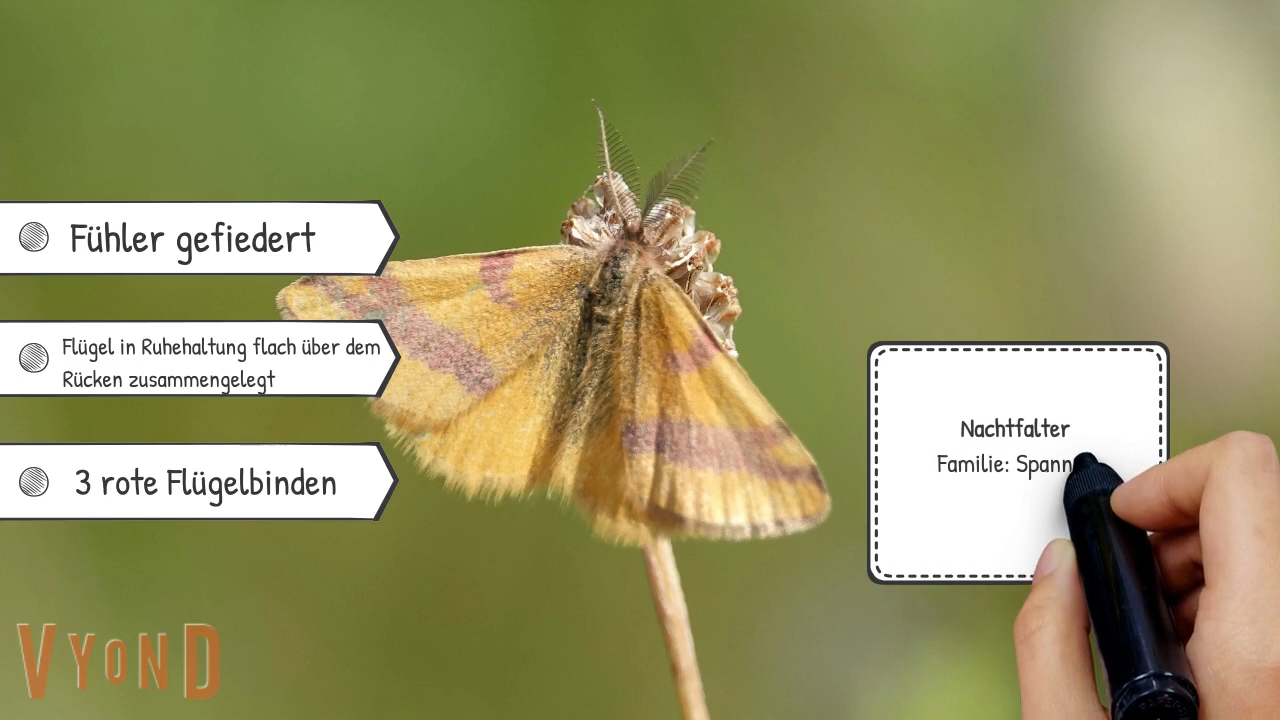 Fühler gefiedert
Flügel in Ruhehaltung flach über dem
Rücken zusammengelegt
3 rote Flügelbinden
Nachtfalter
Familie: Spann
VYOND